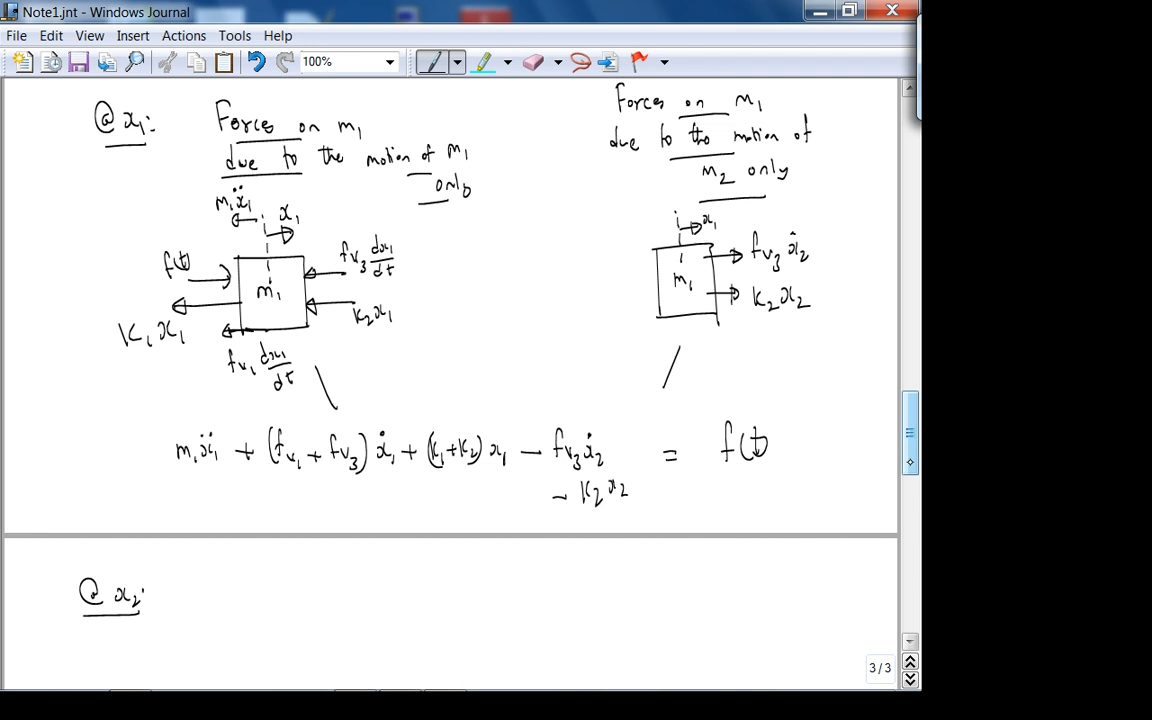 Note1.jnt - Windows Journal
File Edit View Insert Actions Tools Help
100%
@ x₁:
Forces on m₁
due to the motion of m₁
only
Forces on m₁
due to the motion of
m₂ only
m₁ẍ₁
x₁
f(t)
m₁
fv₃ dx₁/dt
k₂x₁
K₁x₁
fv₁ dx₁/dt
x₁
m₁
fv₃ ẋ₂
k₂x₂
m₁ẍ₁ + (fv₁ + fv₃) ẋ₁ + (k₁+k₂) x₁ - fv₃ẋ₂ = f(t)
- k₂x₂
@ x₂:
3/3